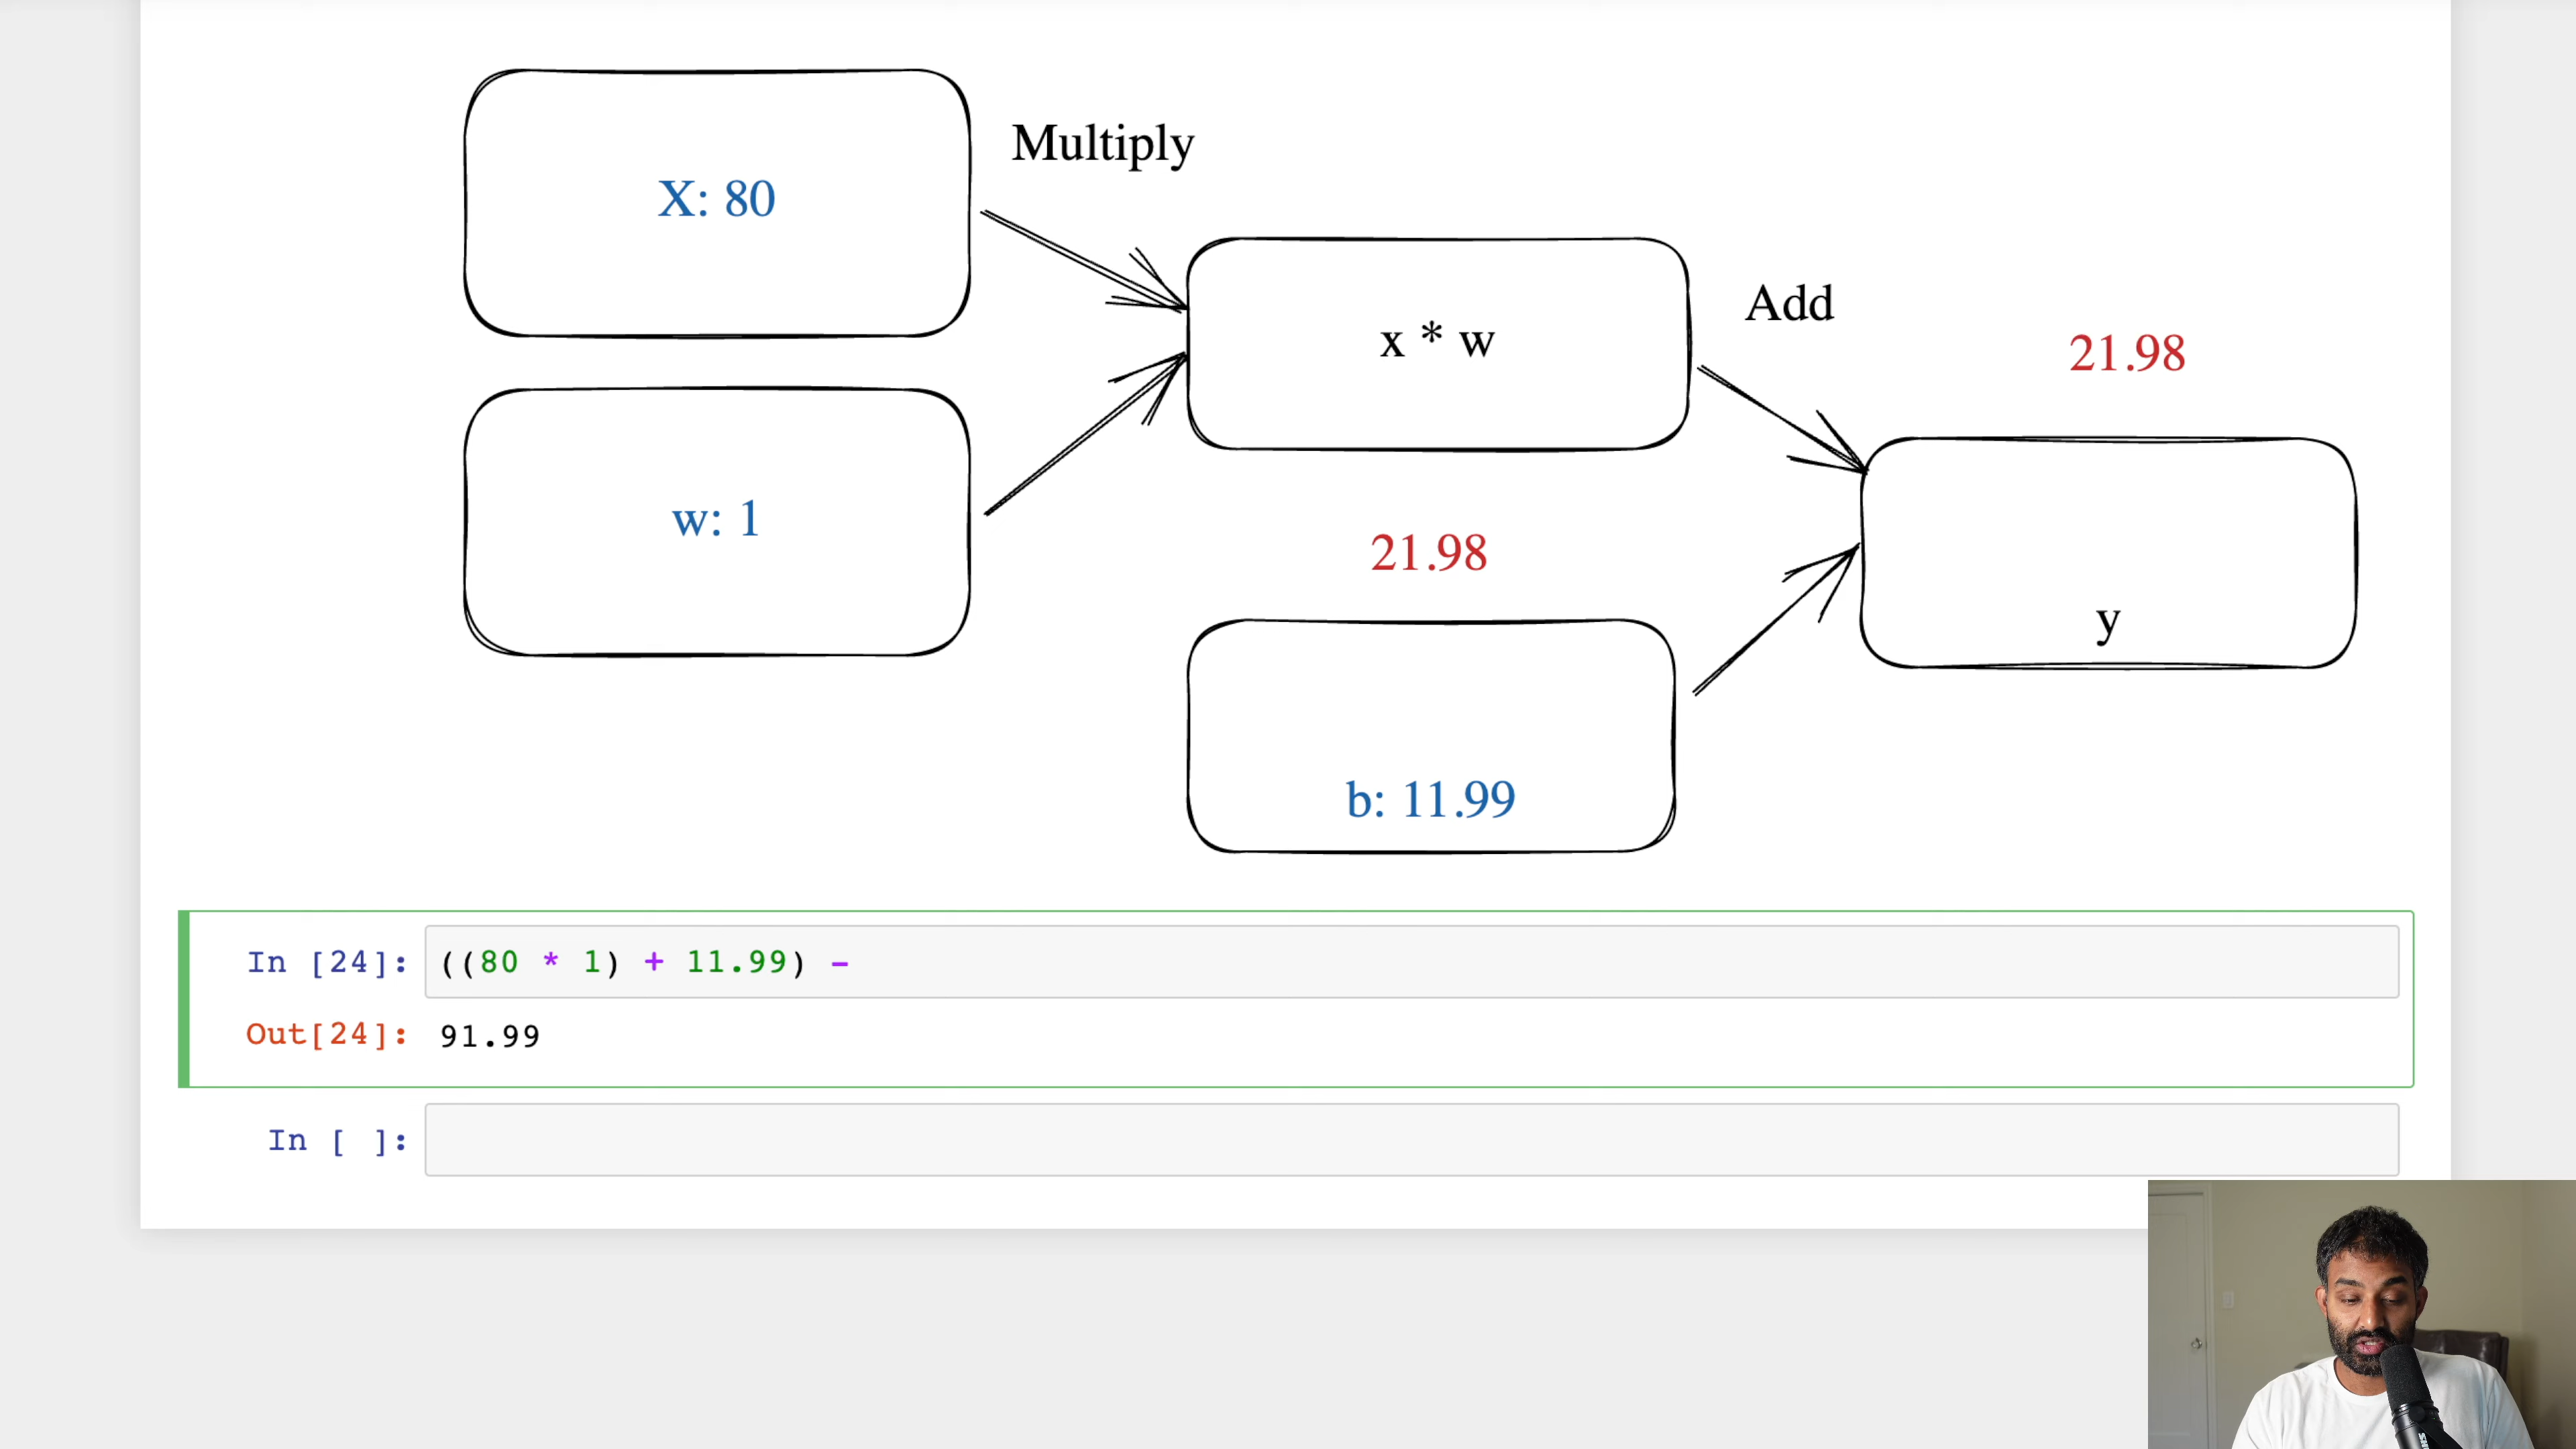 Multiply
X: 80
Add
x * w
21.98
w: 1
21.98
y
b: 11.99
In [24]: ((80 * 1) + 11.99) -
Out[24]: 91.99
In [ ]: